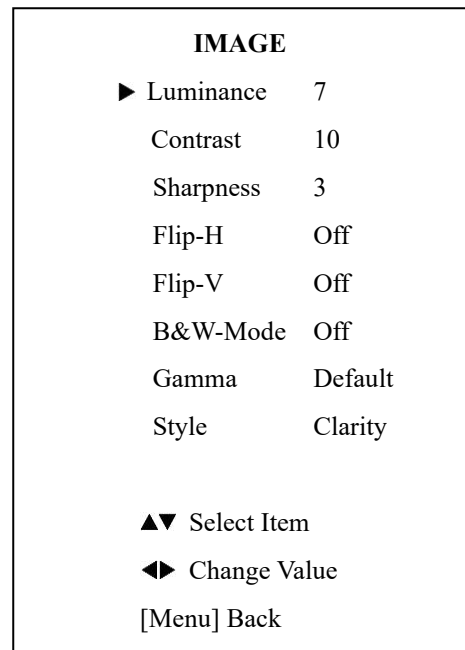 IMAGE
▶ Luminance 7
Contrast 10
Sharpness 3
Flip-H Off
Flip-V Off
B&W-Mode Off
Gamma Default
Style Clarity
▲▼ Select Item
◀▶ Change Value
[Menu] Back